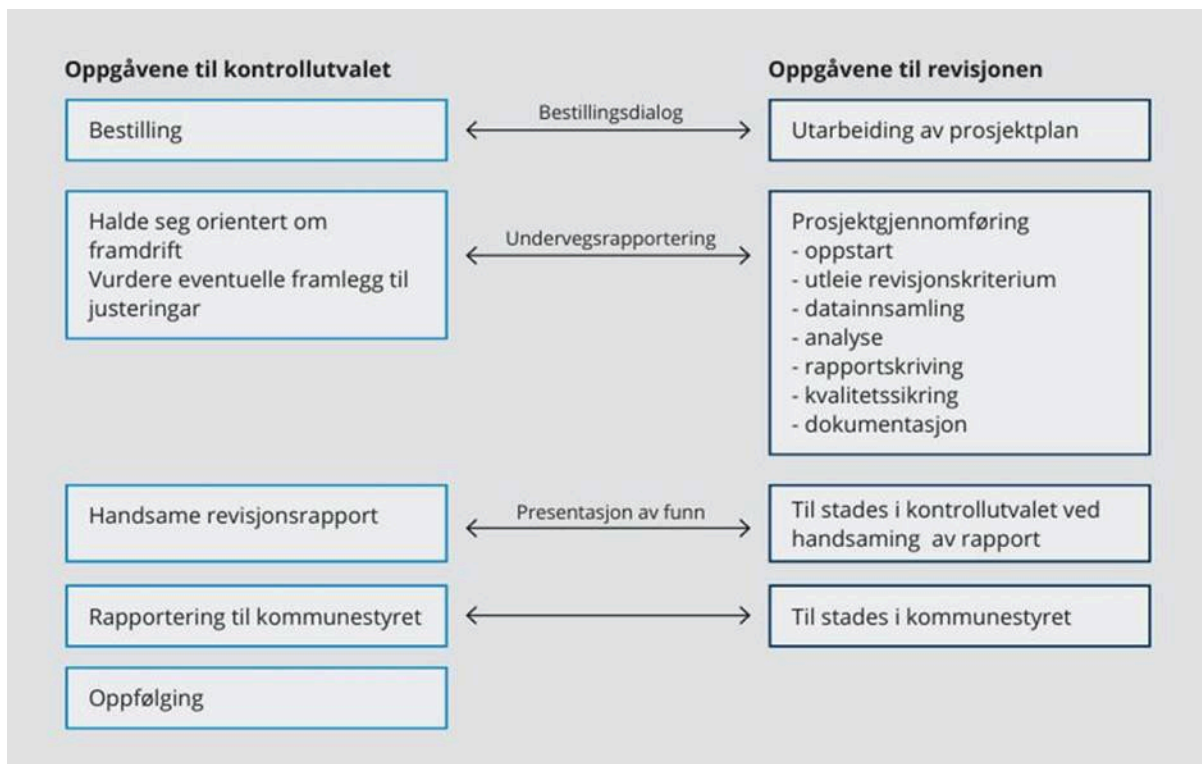 Oppgåvene til kontrollutvalet
Oppgåvene til revisjonen
Bestilling
Bestillingsdialog
Utarbeiding av prosjektplan
Halde seg orientert om
framdrift
Vurdere eventuelle framlegg til
justeringar
Undervegsrapportering
Prosjektgjennomføring
- oppstart
- utleie revisjonskriterium
- datainnsamling
- analyse
- rapportskriving
- kvalitetssikring
- dokumentasjon
Handsame revisjonsrapport
Presentasjon av funn
Til stades i kontrollutvalet ved
handsaming av rapport
Rapportering til kommunestyret
Til stades i kommunestyret
Oppfølging